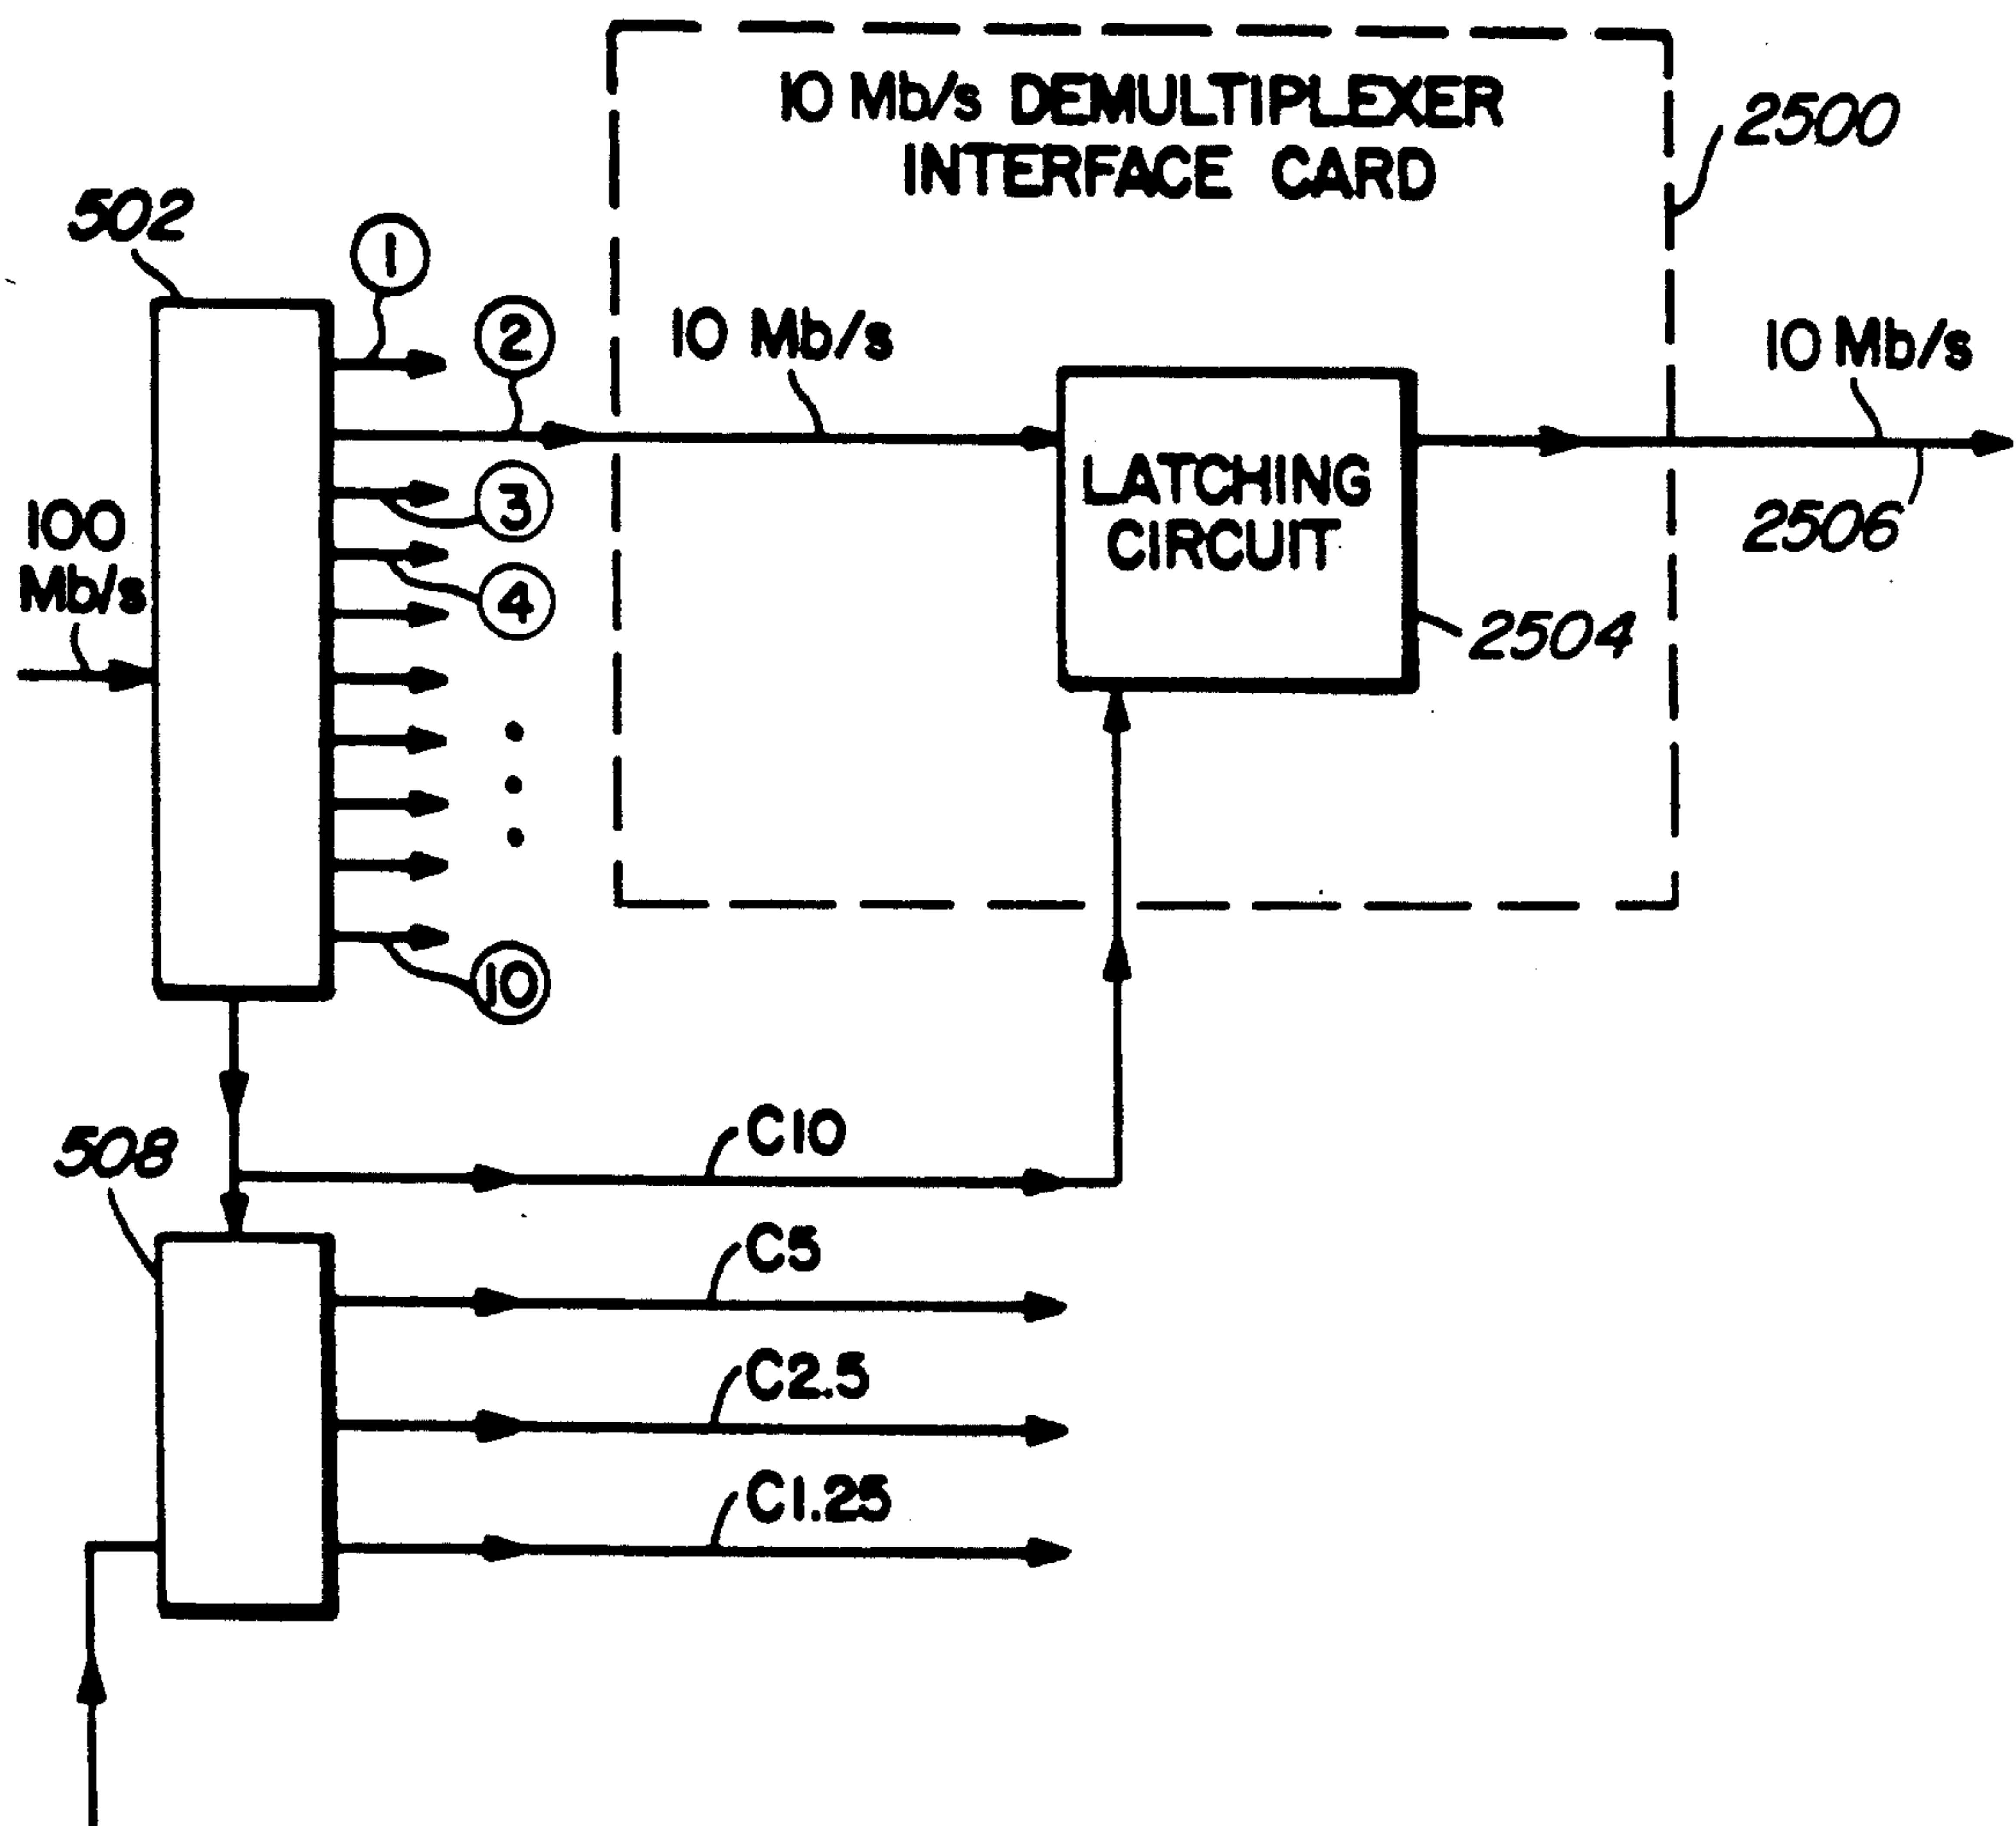 10 Mb/s DEMULTIPLEXER
INTERFACE CARD
2500
502
1
2
10 Mb/s
10 Mb/s
3
100
Mb/s
LATCHING
CIRCUIT
2506
4
2504
10
C10
508
C5
C2.5
C1.25